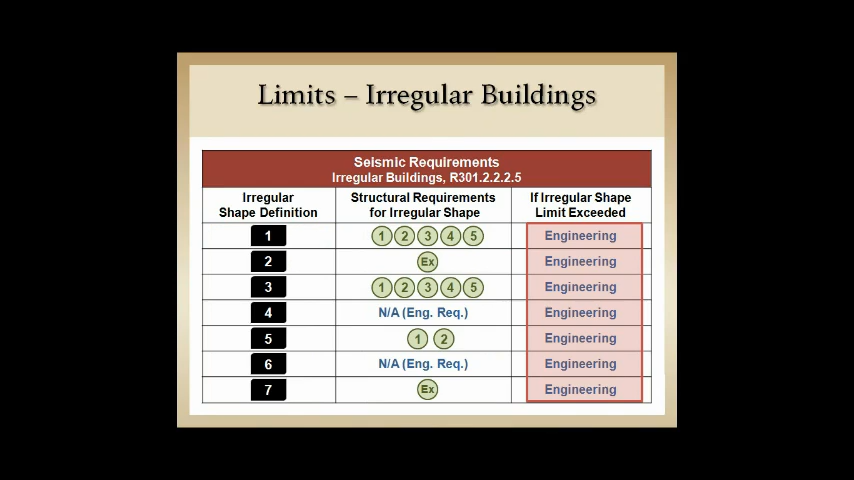 Limits – Irregular Buildings
Seismic Requirements
Irregular Buildings, R301.2.2.2.5
Irregular Shape Definition
Structural Requirements for Irregular Shape
If Irregular Shape Limit Exceeded
1 1 2 3 4 5 Engineering
2 Ex Engineering
3 1 2 3 4 5 Engineering
4 N/A (Eng. Req.) Engineering
5 1 2 Engineering
6 N/A (Eng. Req.) Engineering
7 Ex Engineering